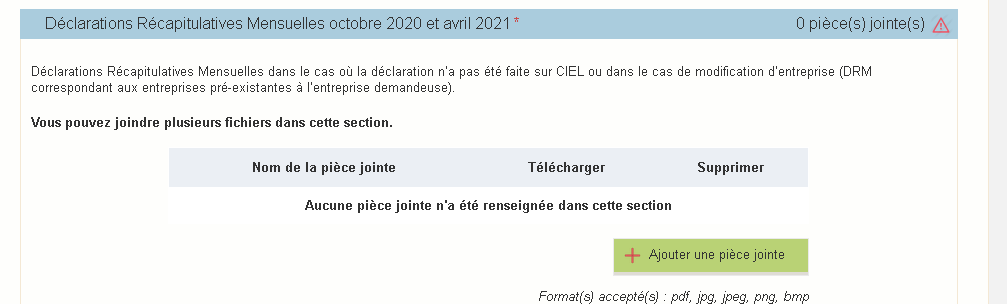 Déclarations Récapitulatives Mensuelles octobre 2020 et avril 2021 * 0 pièce(s) jointe(s)
Déclarations Récapitulatives Mensuelles dans le cas où la déclaration n'a pas été faite sur CIEL ou dans le cas de modification d'entreprise (DRM
correspondant aux entreprises pré-existantes à l'entreprise demandeuse).
Vous pouvez joindre plusieurs fichiers dans cette section.
Nom de la pièce jointe Télécharger Supprimer
Aucune pièce jointe n'a été renseignée dans cette section
Ajouter une pièce jointe
Format(s) accepté(s) : pdf, jpg, jpeg, png, bmp